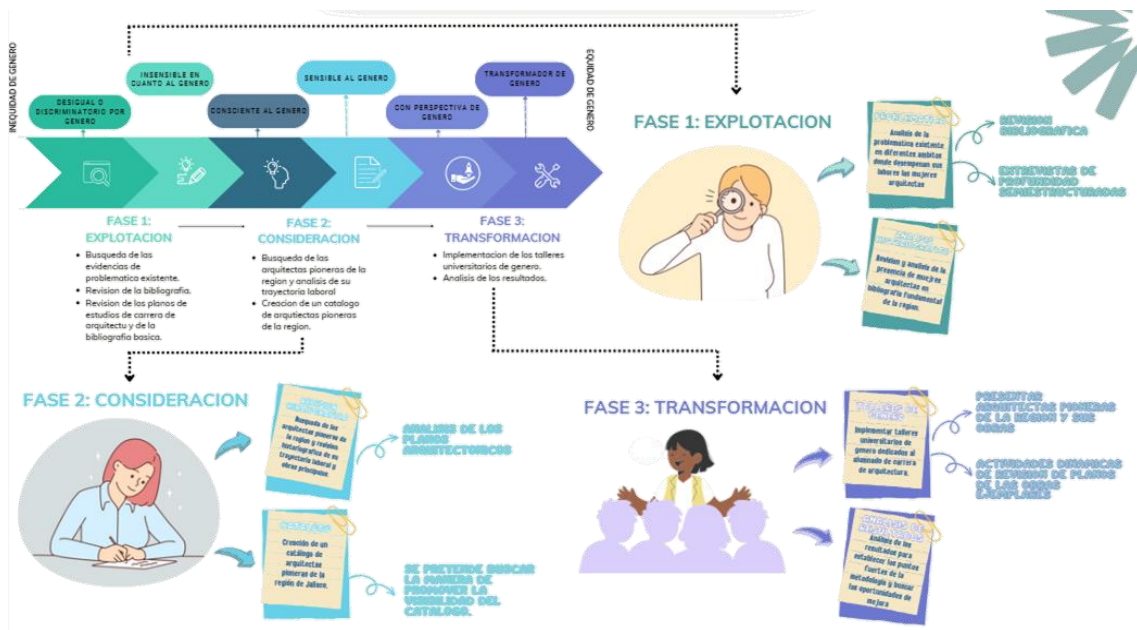 INEQUIDAD DE GENERO
DESIGUAL O
DISCRIMINATORIO POR
GENERO
INSENSIBLE EN
CUANTO AL GENERO
CONSCIENTE AL GENERO
SENSIBLE AL GENERO
CON PERSPECTIVA DE
GENERO
TRANSFORMADOR DE
GENERO
EQUIDAD DE GENERO
FASE 1:
EXPLOTACION
Busqueda de las
evidencias de
problematica existente.
Revision de la bibliografia.
Revision de los planos de
estudios de carrera de
arquitectu y de la
bibliografia basica.
FASE 2:
CONSIDERACION
Busqueda de las
arquitectas pioneras de la
region y analisis de su
trayectoria laboral
Creacion de un catalogo
de arqutiectas pioneras
de la region.
FASE 3:
TRANSFORMACION
Implementacion de los talleres
universitarios de genero.
Analisis de los resultados.
FASE 1: EXPLOTACION
PROBLEMATICA
Analisis de la
problematica existente
en diferentes ambitos
donde desempenan sus
labores las mujeres
arquitectas
REVISION
BIBLIOGRAFICA
ENTREVISTAS DE
PROFUNDIDAD
SEMIESTRUCTURADAS
Revision y analisis de la
presencia de
arquitectas en
bibliografia fundamental
de la region.
FASE 2: CONSIDERACION
REVISION
Busqueda de las
arquitectas pioneras de
la region y revision
historiografica de su
trayectoria laboral y
obras principales.
ANALISIS DE LOS
PLANOS
ARQUITECTONICOS
CATALOGO
Creación de un
catálogo de
arquitectas
pioneras de la
región de Jalisco.
SE PRETENDE BUSCAR
LA MANERA DE
PROMOVER LA
VISIBILIDAD DEL
CATALOGO.
FASE 3: TRANSFORMACION
TALLERES DE
GENERO
Implementar talleres
universitarios de
genero dedicados al
alumnado de carrera
de arquitectura.
PRESENTAR
ARQUITECTAS PIONERAS
DE LA REGION Y SUS
OBRAS
ACTIVIDADES DINAMICAS
DE REVISION DE PLANOS
DE LAS OBRAS
EJEMPLARES
ANALISIS DE
RESULTADOS
Análisis de los
resultados para
establecer los puntos
fuertes de la
metodología y buscar
las oportunidades de
mejora